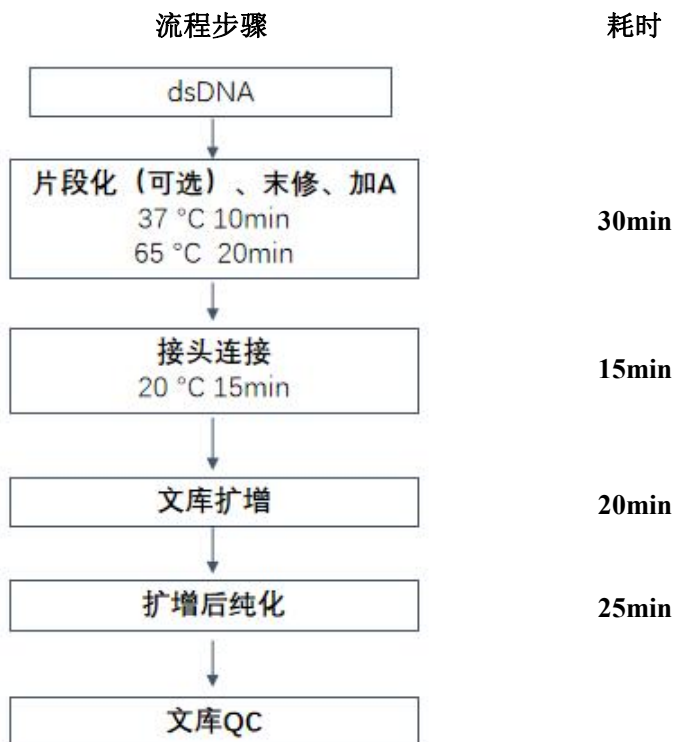 流程步骤 耗时
dsDNA
片段化（可选）、末修、加A
37 °C 10min
65 °C 20min
30min
接头连接
20 °C 15min
15min
文库扩增
20min
扩增后纯化
25min
文库QC